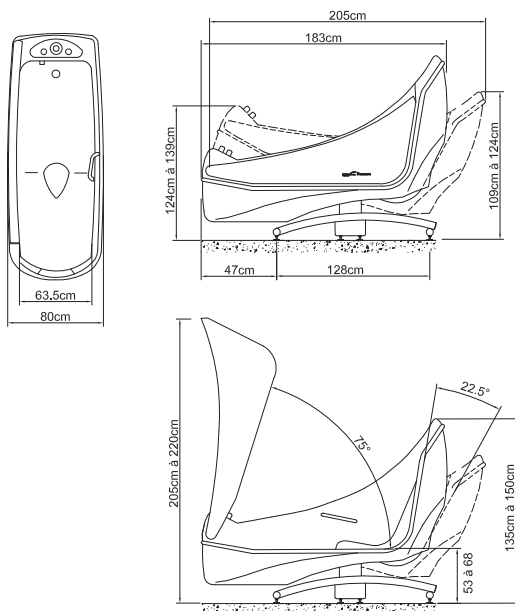 205cm
183cm
124cm à 139cm
109cm à 124cm
47cm
128cm
63.5cm
80cm
205cm à 220cm
22.5°
75°
135cm à 150cm
53 à 68